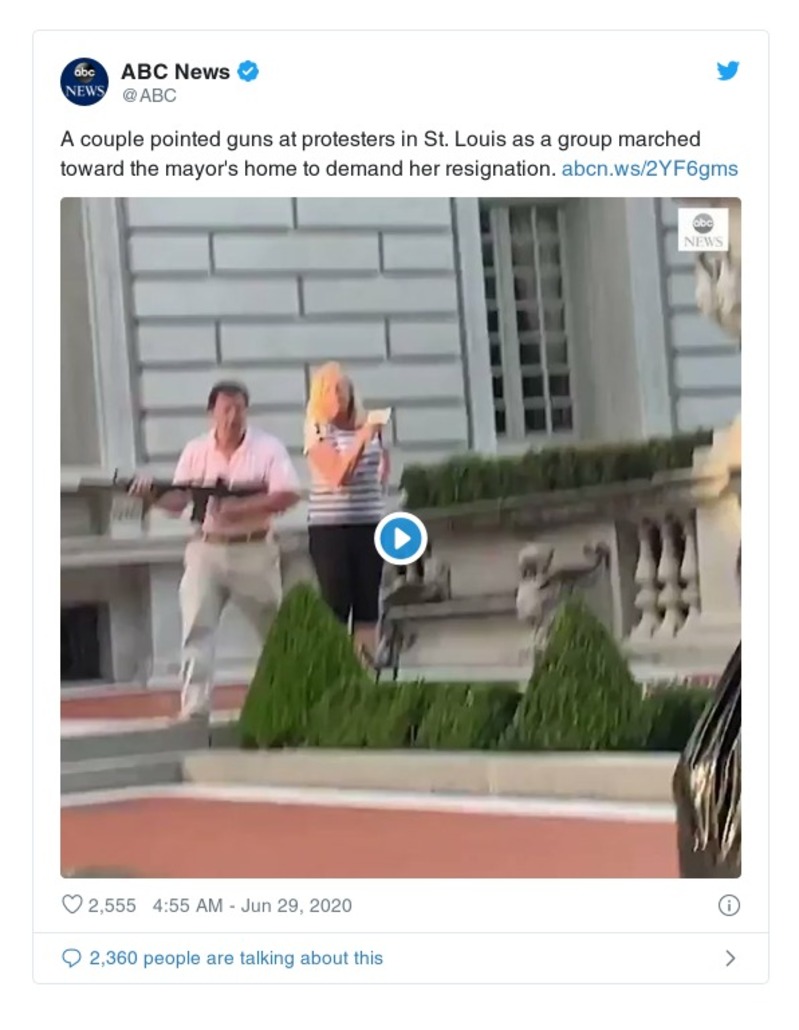 abc
NEWS
ABC News
@ABC
A couple pointed guns at protesters in St. Louis as a group marched
toward the mayor's home to demand her resignation. abcn.ws/2YF6gms
abc
NEWS
2,555 4:55 AM - Jun 29, 2020
2,360 people are talking about this